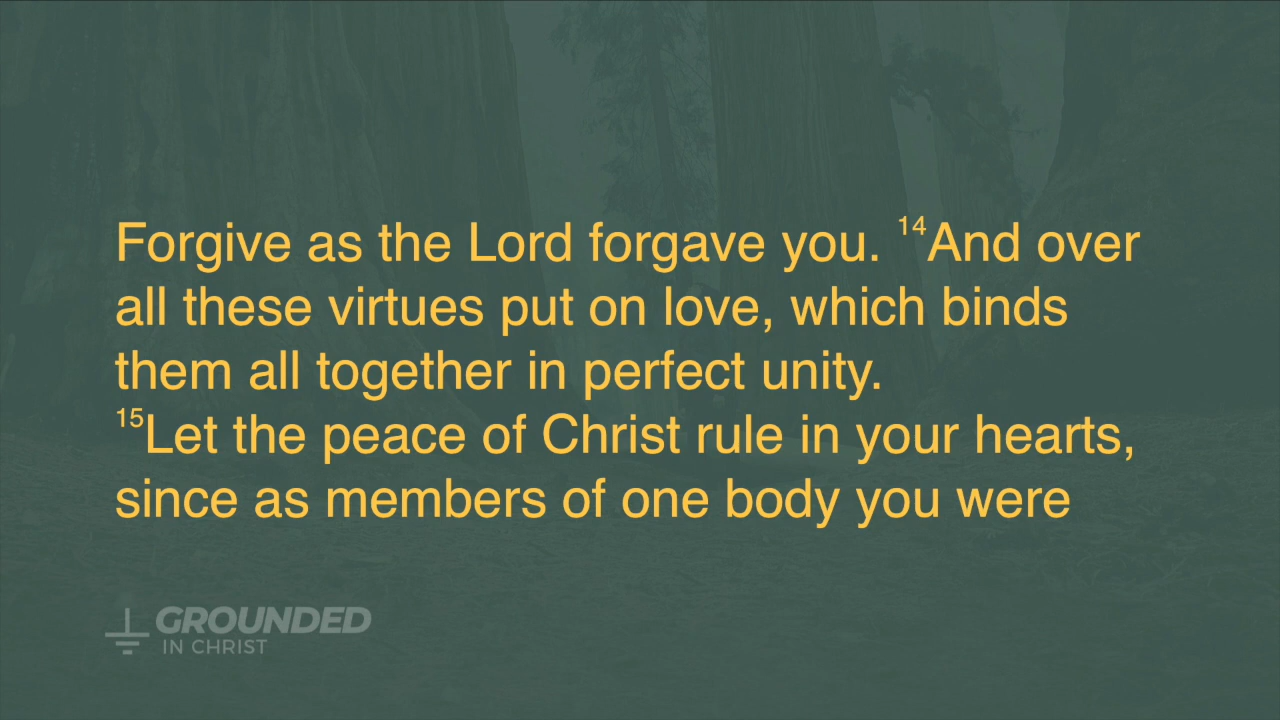 Forgive as the Lord forgave you. 14And over
all these virtues put on love, which binds
them all together in perfect unity.
15Let the peace of Christ rule in your hearts,
since as members of one body you were
GROUNDED
IN CHRIST